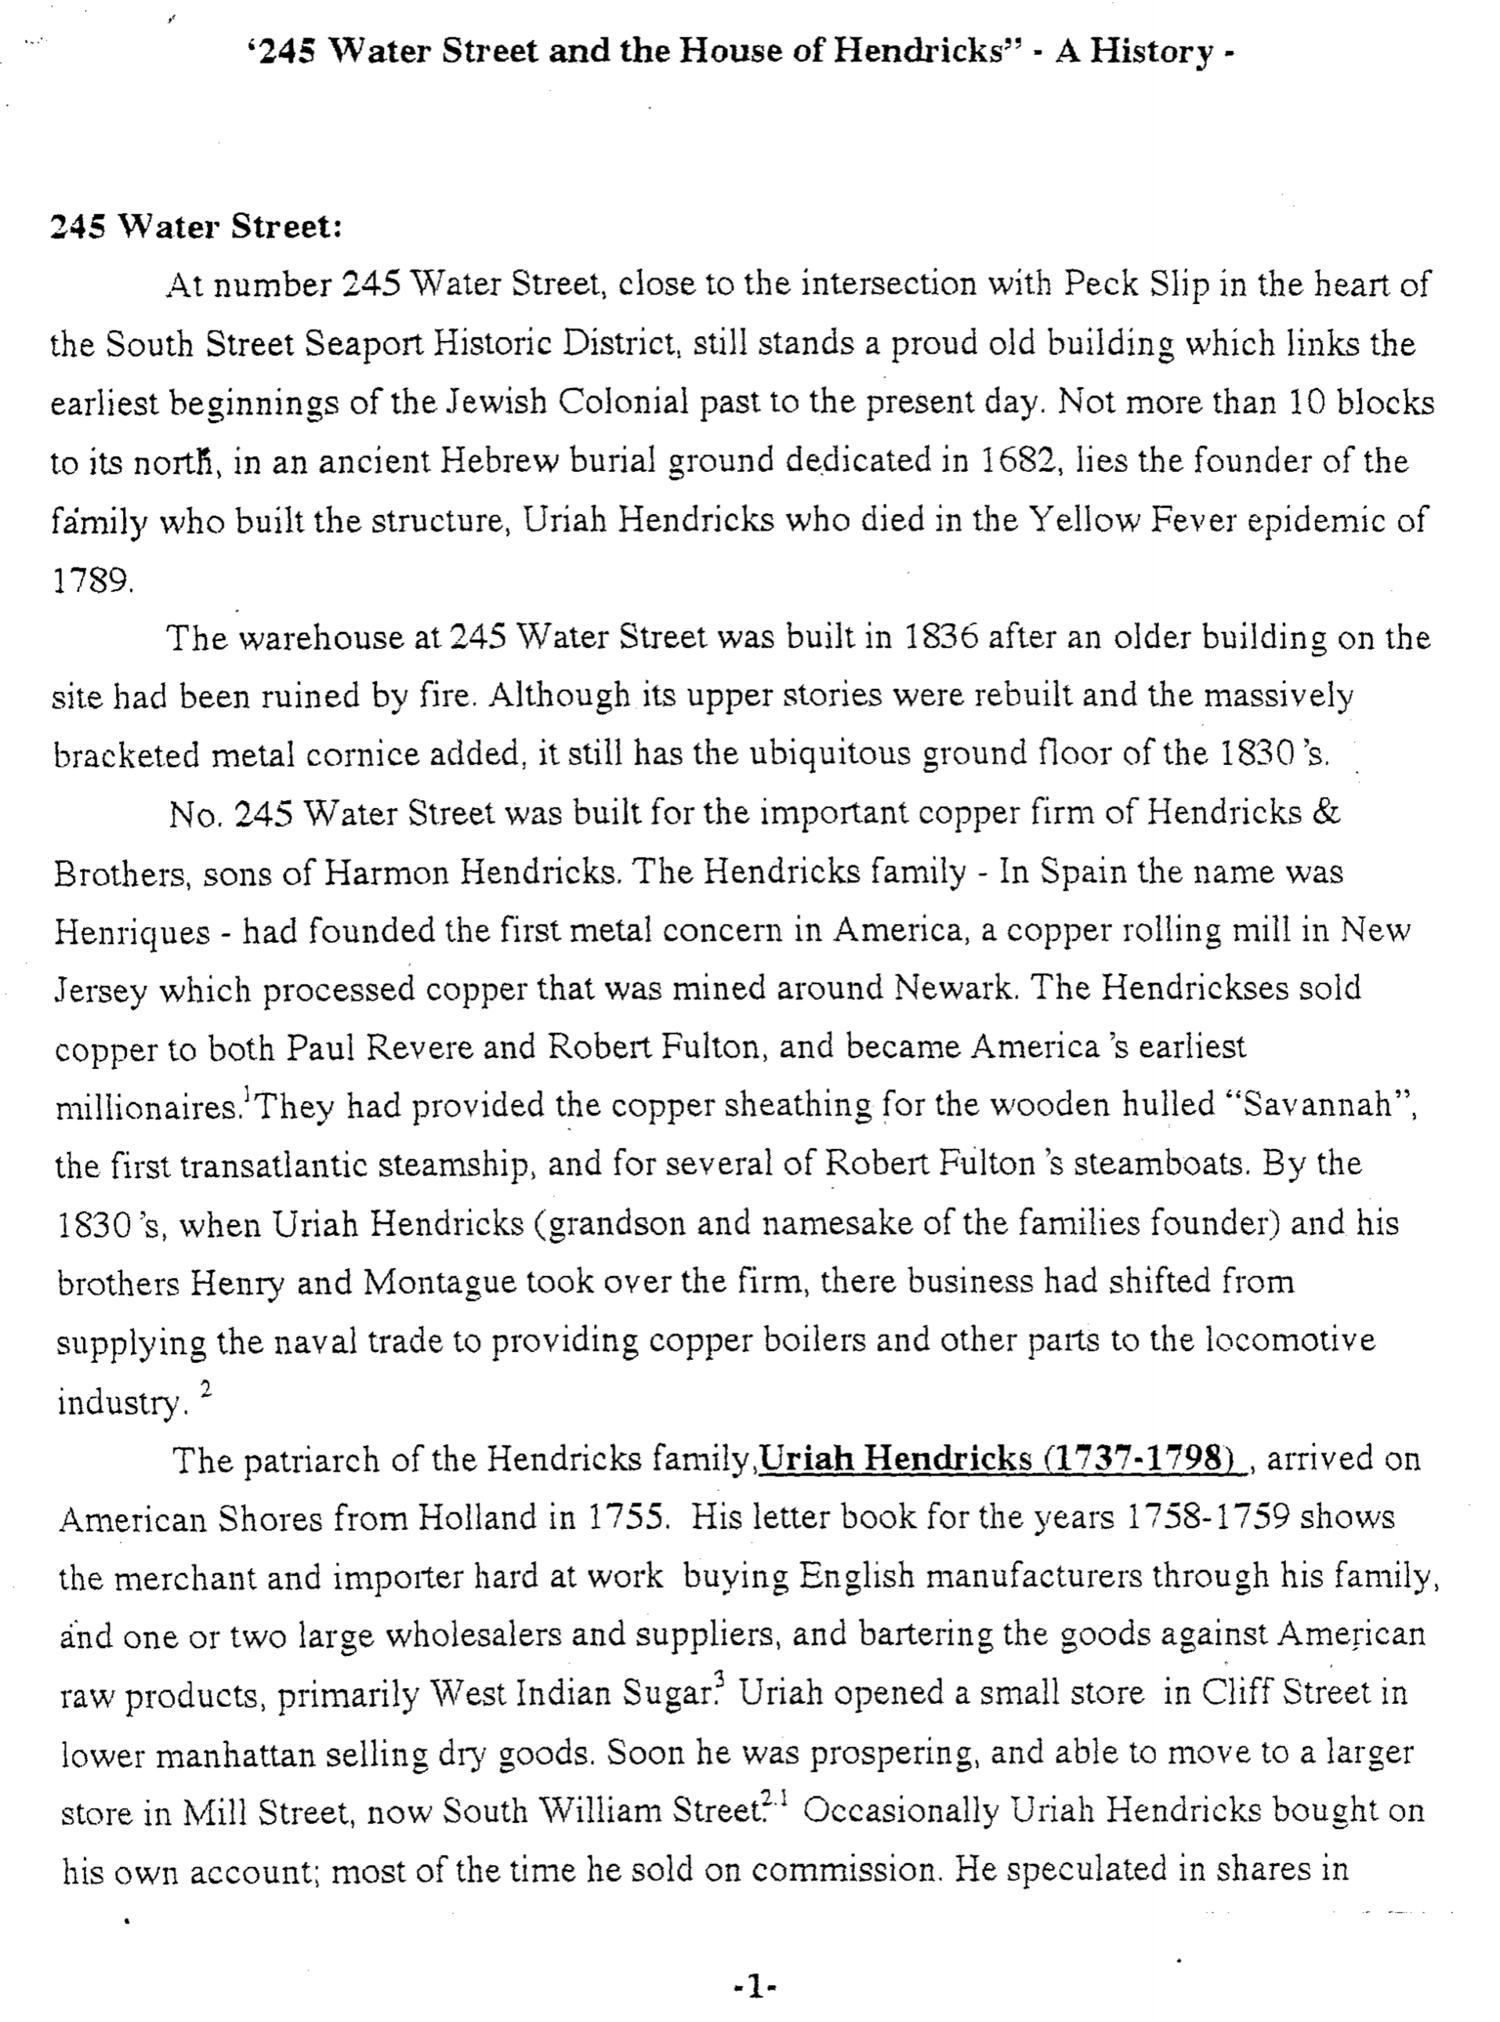 ‘245 Water Street and the House of Hendricks” - A History -
245 Water Street:
At number 245 Water Street, close to the intersection with Peck Slip in the heart of
the South Street Seaport Historic District, still stands a proud old building which links the
earliest beginnings of the Jewish Colonial past to the present day. Not more than 10 blocks
to its north, in an ancient Hebrew burial ground dedicated in 1682, lies the founder of the
family who built the structure, Uriah Hendricks who died in the Yellow Fever epidemic of
1789.
The warehouse at 245 Water Street was built in 1836 after an older building on the
site had been ruined by fire. Although its upper stories were rebuilt and the massively
bracketed metal cornice added, it still has the ubiquitous ground floor of the 1830 ’s.
No. 245 Water Street was built for the important copper firm of Hendricks &
Brothers, sons of Harmon Hendricks. The Hendricks family - In Spain the name was
Henriques - had founded the first metal concern in America, a copper rolling mill in New
Jersey which processed copper that was mined around Newark. The Hendrickses sold
copper to both Paul Revere and Robert Fulton, and became America ’s earliest
millionaires.¹They had provided the copper sheathing for the wooden hulled “Savannah”,
the first transatlantic steamship, and for several of Robert Fulton ’s steamboats. By the
1830 ’s, when Uriah Hendricks (grandson and namesake of the families founder) and his
brothers Henry and Montague took over the firm, there business had shifted from
supplying the naval trade to providing copper boilers and other parts to the locomotive
industry. ²
The patriarch of the Hendricks family,Uriah Hendricks (1737-1798) , arrived on
American Shores from Holland in 1755. His letter book for the years 1758-1759 shows
the merchant and importer hard at work buying English manufacturers through his family,
and one or two large wholesalers and suppliers, and bartering the goods against American
raw products, primarily West Indian Sugar.³ Uriah opened a small store in Cliff Street in
lower manhattan selling dry goods. Soon he was prospering, and able to move to a larger
store in Mill Street, now South William Street.²·¹ Occasionally Uriah Hendricks bought on
his own account; most of the time he sold on commission. He speculated in shares in
-1-